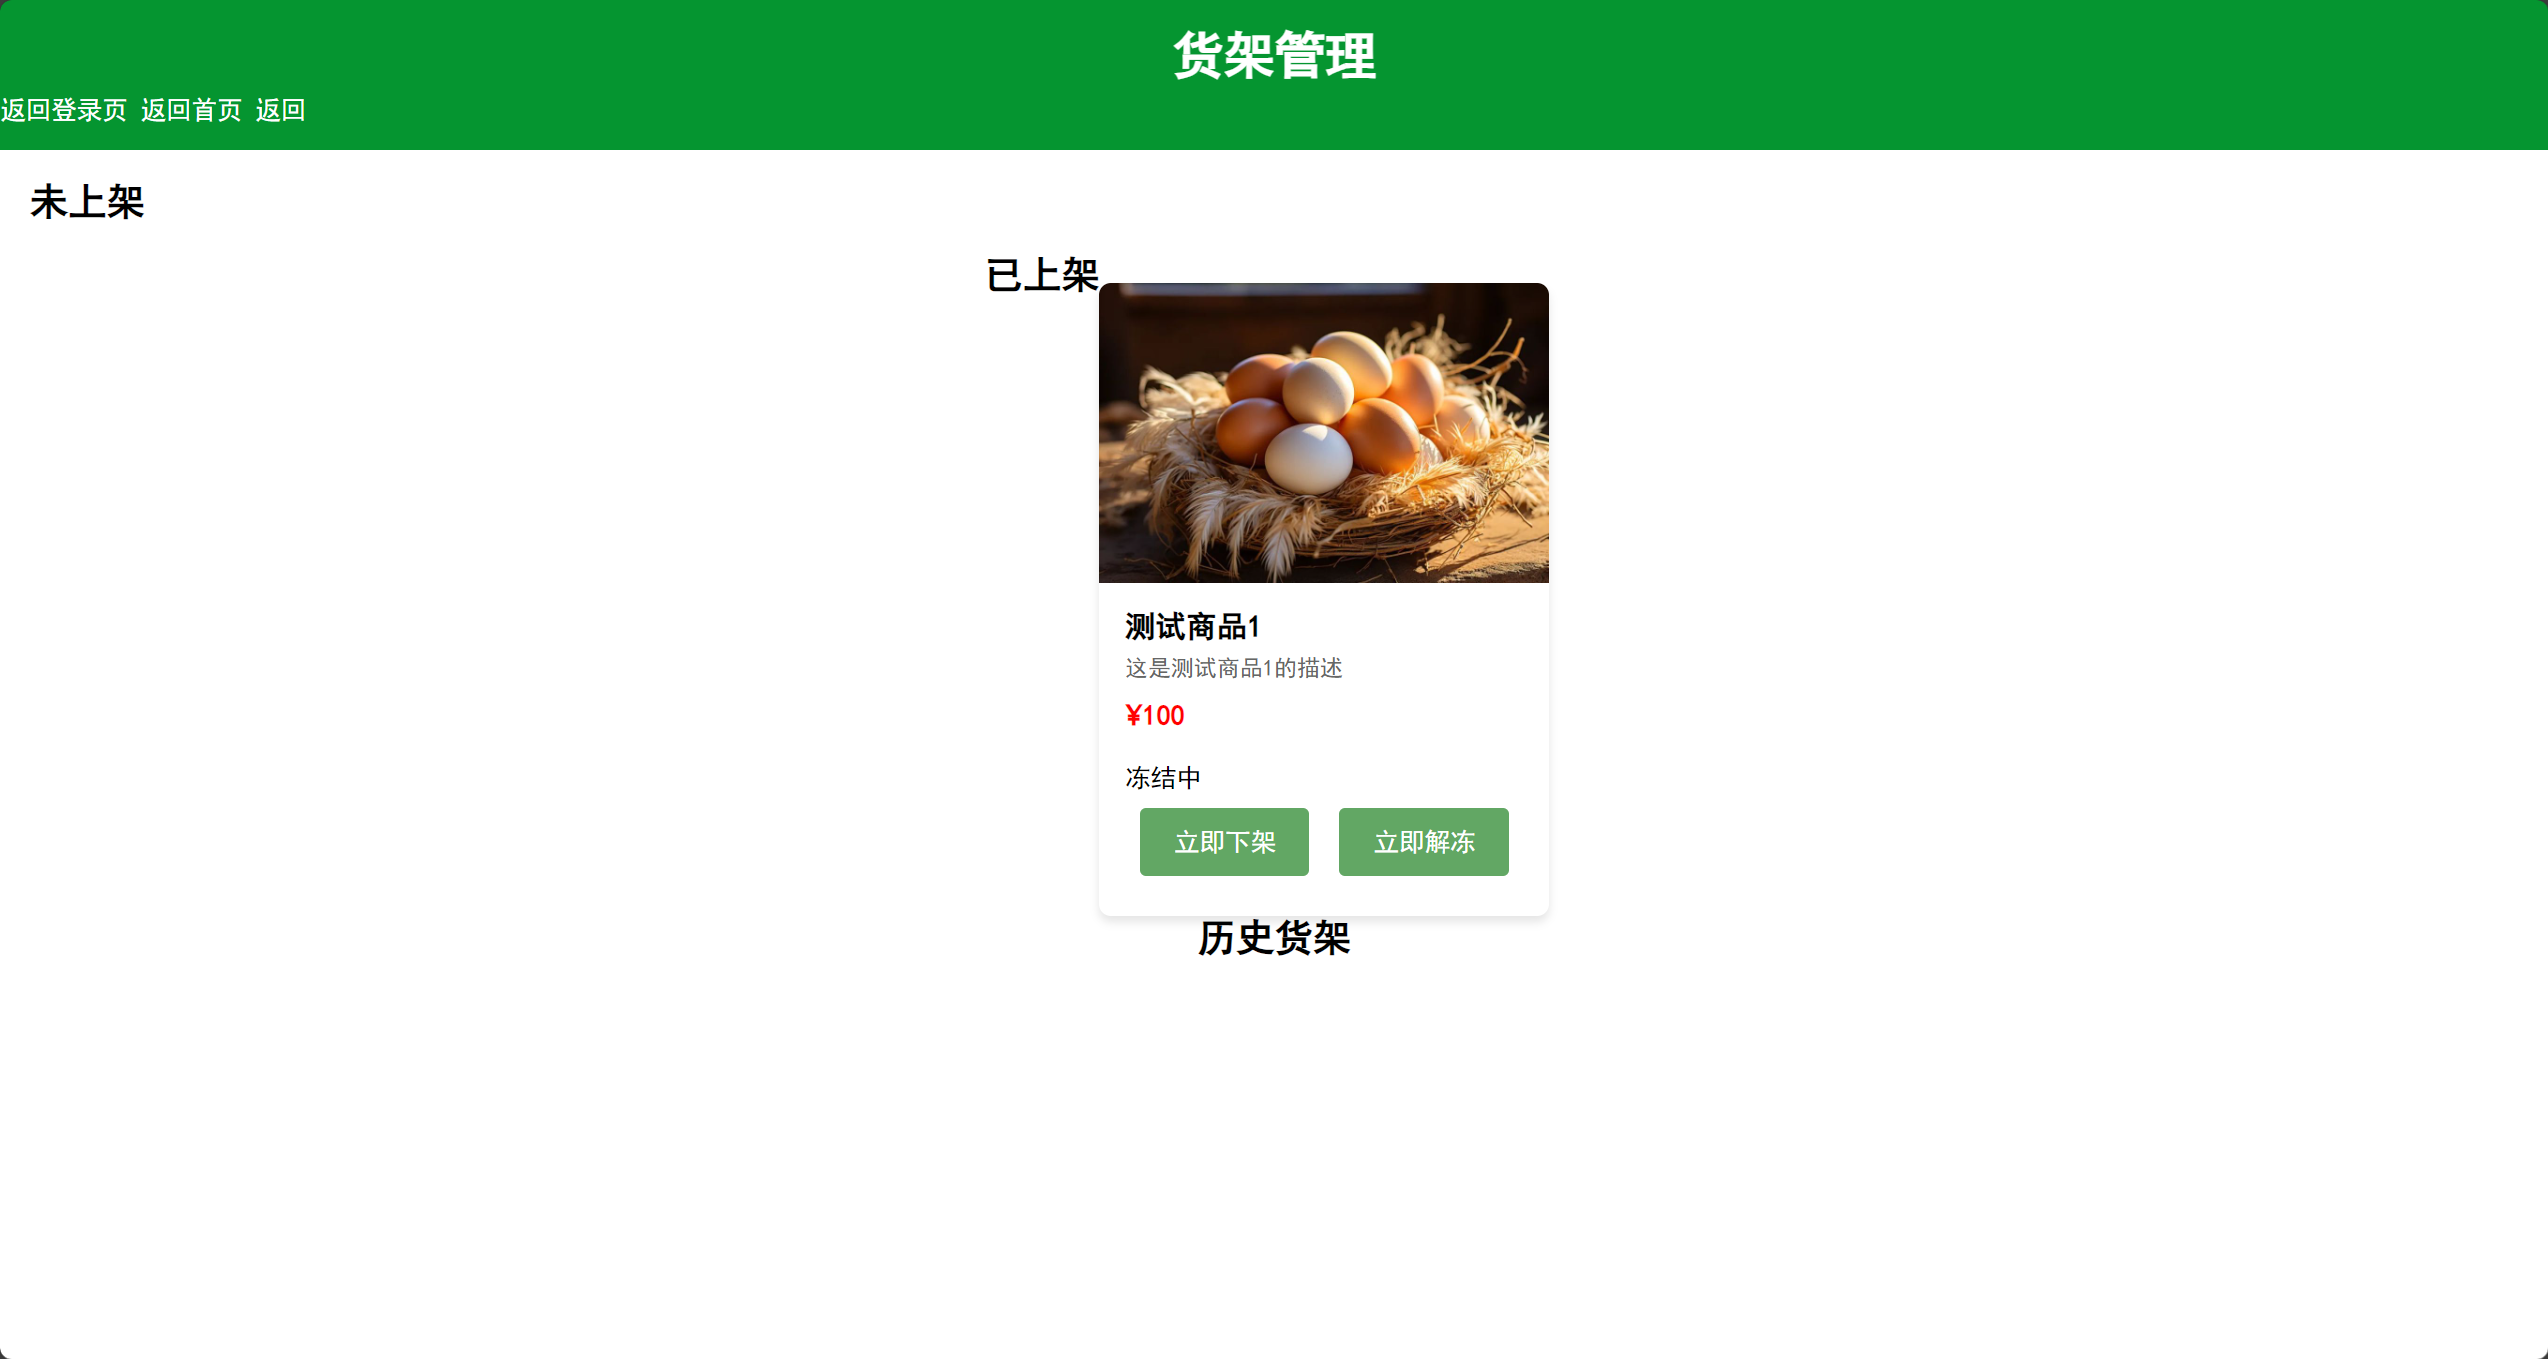 货架管理
返回登录页 返回首页 返回
未上架
已上架
测试商品1
这是测试商品1的描述
¥100
冻结中
立即下架 立即解冻
历史货架